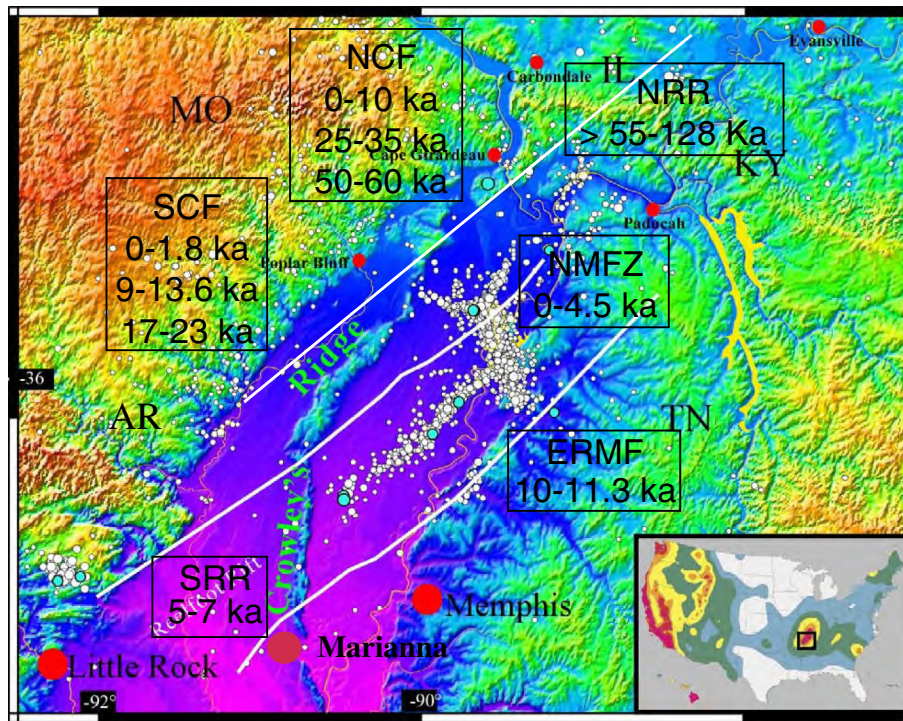 Evansville
NCF
0-10 ka
25-35 ka
50-60 ka
Carbondale
IL
NRR
> 55-128 Ka
MO
Cape Girardeau
KY
SCF
0-1.8 ka
9-13.6 ka
17-23 ka
Paducah
Poplar Bluff
NMFZ
0-4.5 ka
-36
Ridge
AR
TN
ERMF
10-11.3 ka
Crowley's
SRR
5-7 ka
Memphis
Marianna
Little Rock
-92°
-90°